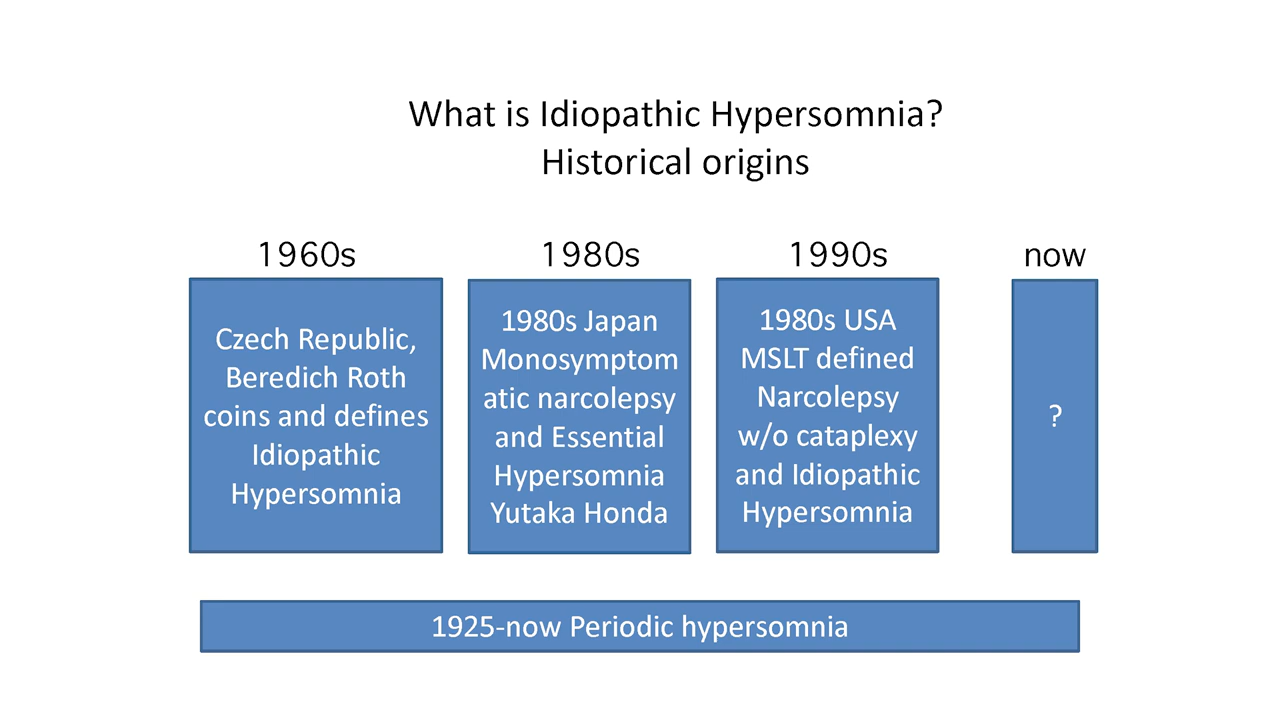 What is Idiopathic Hypersomnia?
Historical origins
1960s
Czech Republic,
Beredich Roth
coins and defines
Idiopathic
Hypersomnia
1980s
1980s Japan
Monosymptom
atic narcolepsy
and Essential
Hypersomnia
Yutaka Honda
1990s
1980s USA
MSLT defined
Narcolepsy
w/o cataplexy
and Idiopathic
Hypersomnia
now
?
1925-now Periodic hypersomnia